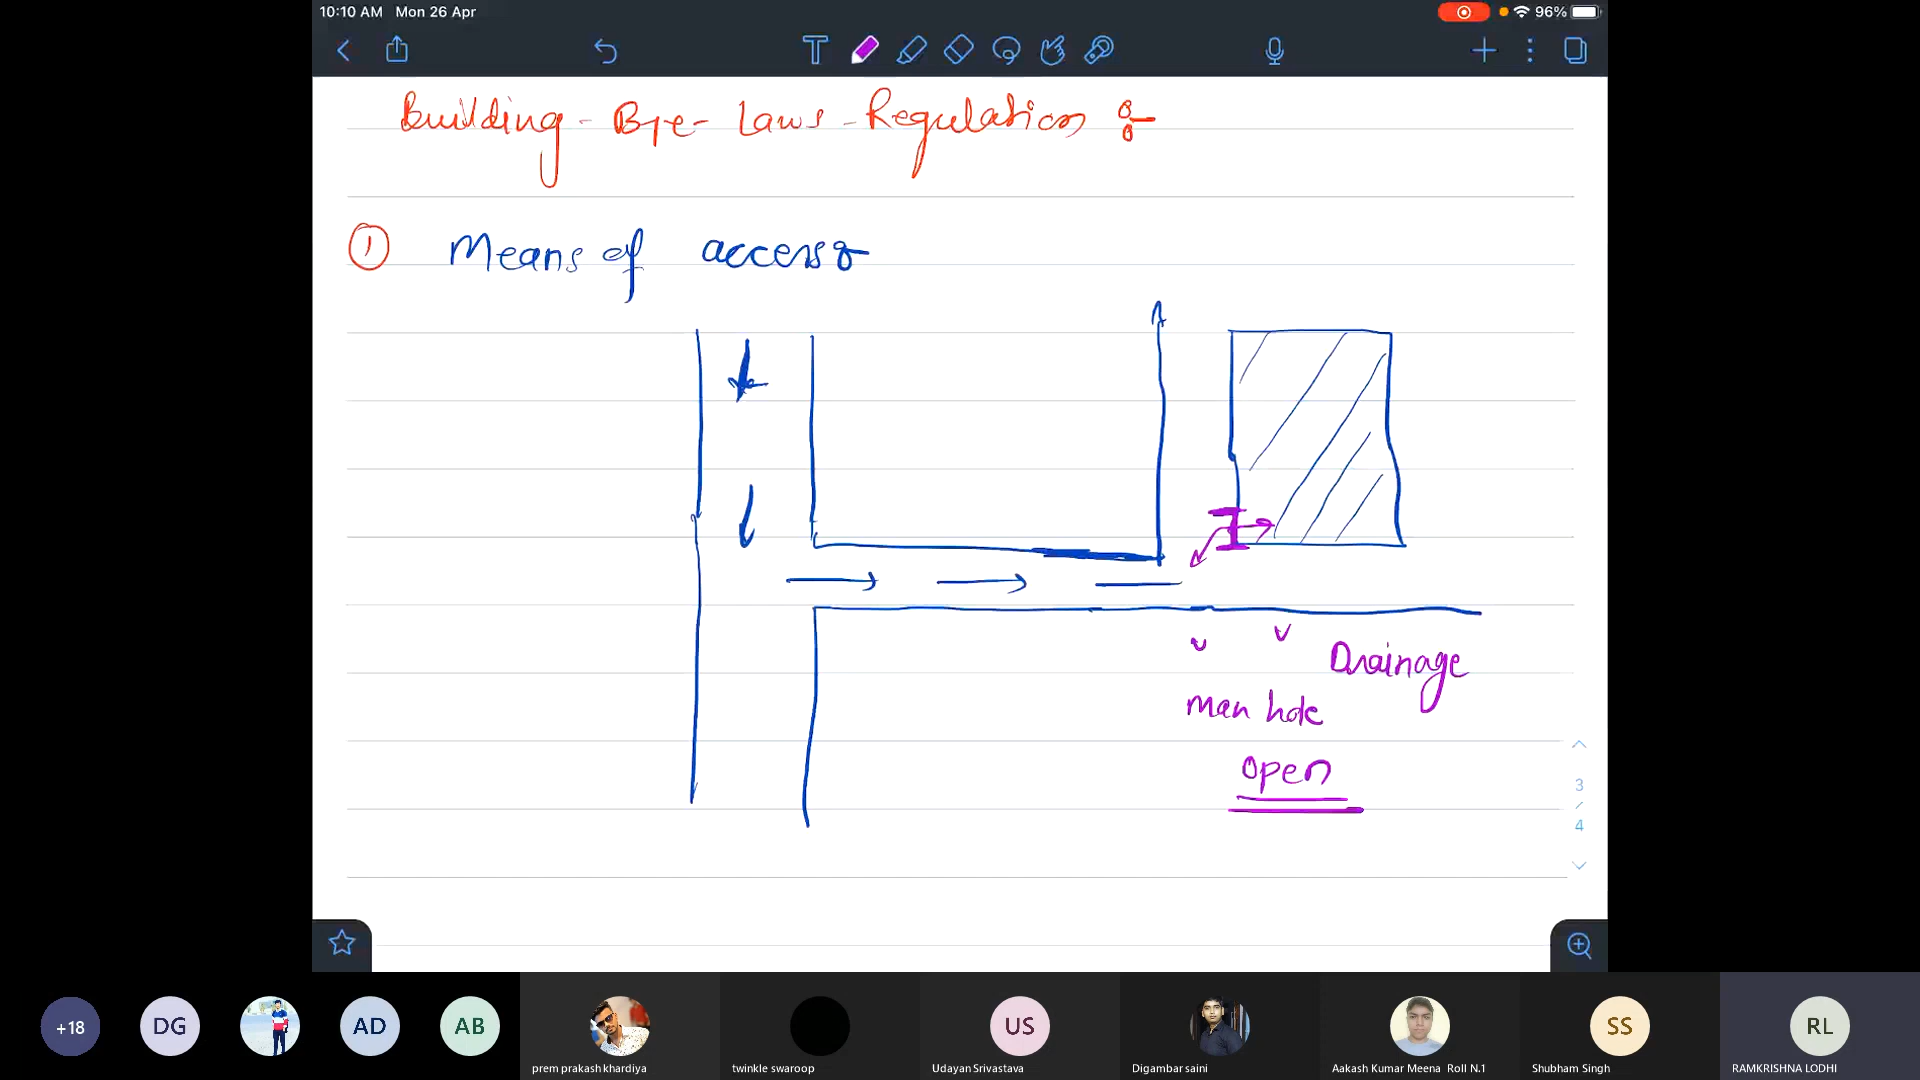 10:10 AM Mon 26 Apr
96%
Building - Bye - Laws - Regulation :-
① Means of access :-
Drainage
Man hole
open
3
/
4
+18
DG
AD
AB
US
SS
RL
prem prakash khardiya
twinkle swaroop
Udayan Srivastava
Digambar saini
Aakash Kumar Meena Roll N.1
Shubham Singh
RAMKRISHNA LODHI